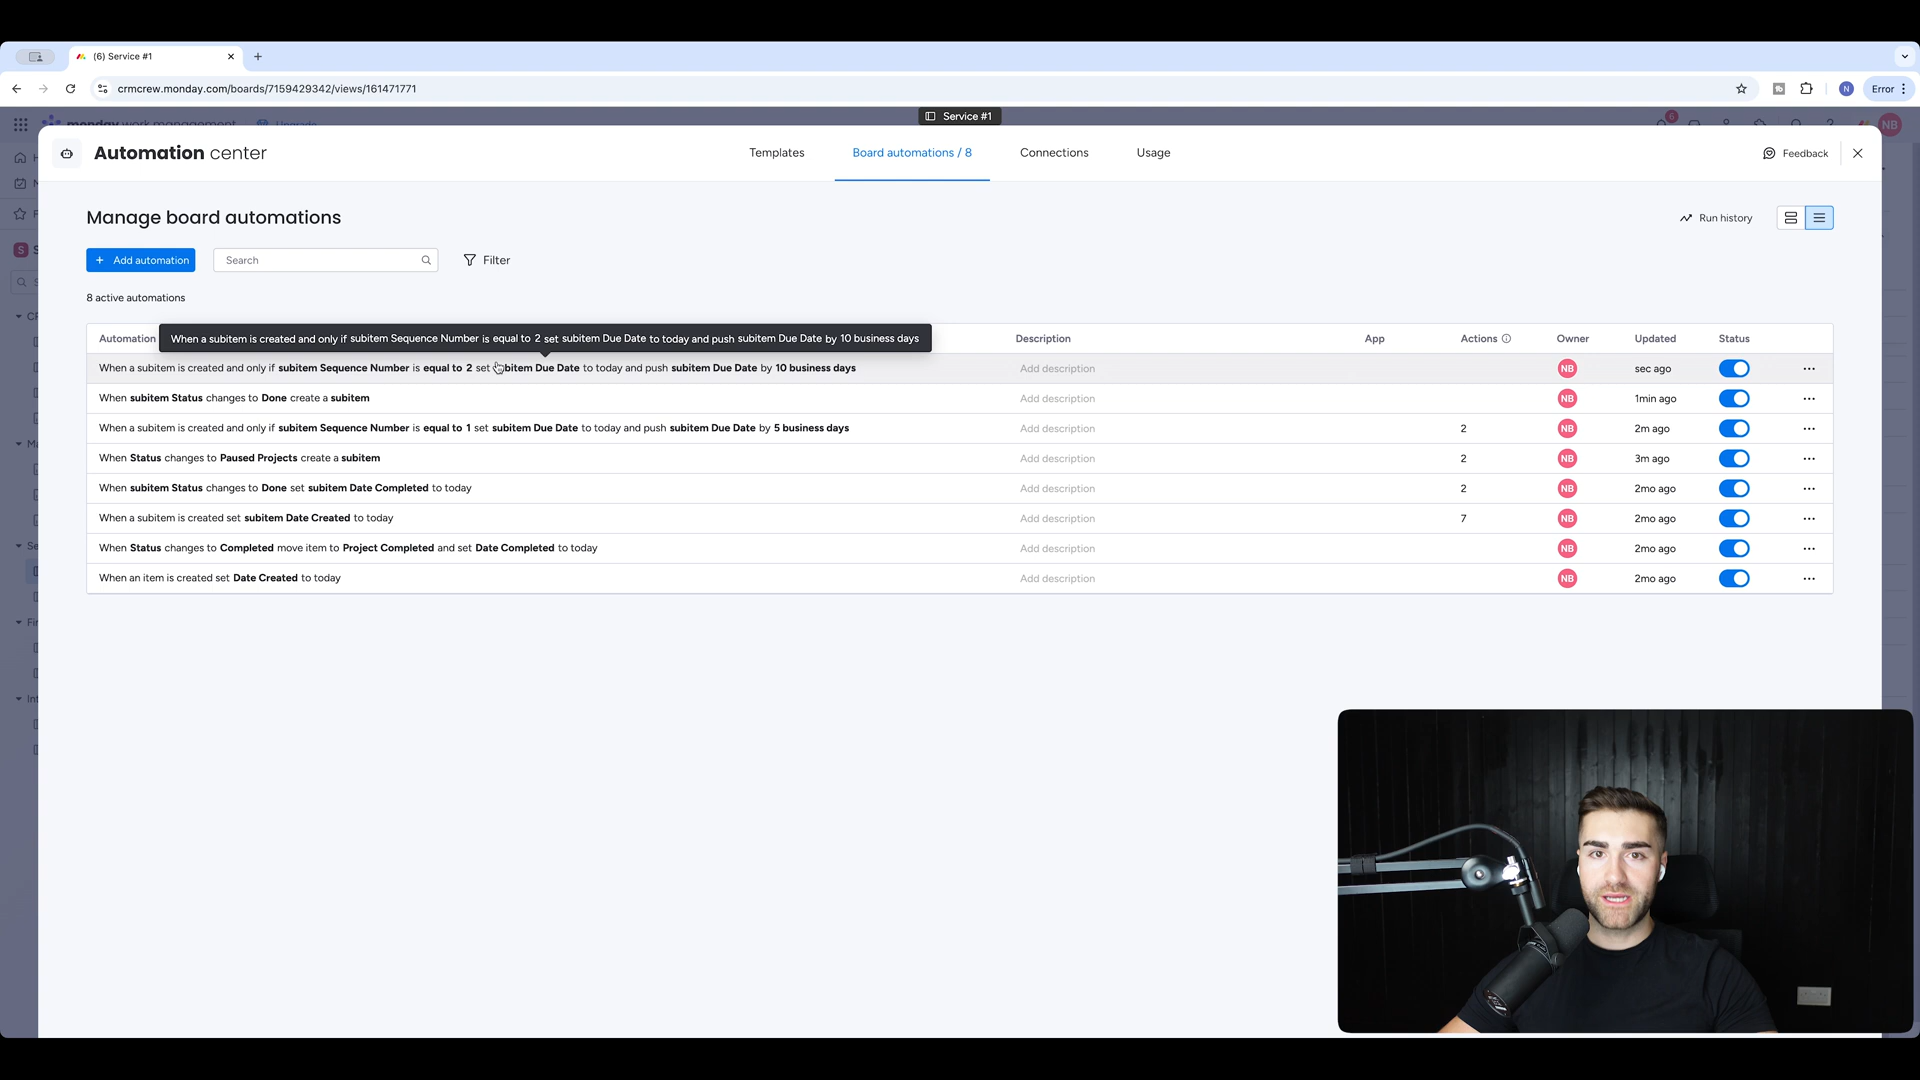 (6) Service #1
crmcrew.monday.com/boards/7159429342/views/161471771
N
Error
Service #1
monday work management
Upgrade
6
NB
Automation center
Templates
Board automations / 8
Connections
Usage
Feedback
Manage board automations
Run history
Add automation
Search
Filter
8 active automations
Automation
When a subitem is created and only if subitem Sequence Number is equal to 2 set subitem Due Date to today and push subitem Due Date by 10 business days
Description
App
Actions
Owner
Updated
Status
When a subitem is created and only if subitem Sequence Number is equal to 2 set subitem Due Date to today and push subitem Due Date by 10 business days
Add description
NB
sec ago
When subitem Status changes to Done create a subitem
Add description
NB
1min ago
When a subitem is created and only if subitem Sequence Number is equal to 1 set subitem Due Date to today and push subitem Due Date by 5 business days
Add description
2
NB
2m ago
When Status changes to Paused Projects create a subitem
Add description
2
NB
3m ago
When subitem Status changes to Done set subitem Date Completed to today
Add description
2
NB
2mo ago
When a subitem is created set subitem Date Created to today
Add description
7
NB
2mo ago
When Status changes to Completed move item to Project Completed and set Date Completed to today
Add description
NB
2mo ago
When an item is created set Date Created to today
Add description
NB
2mo ago